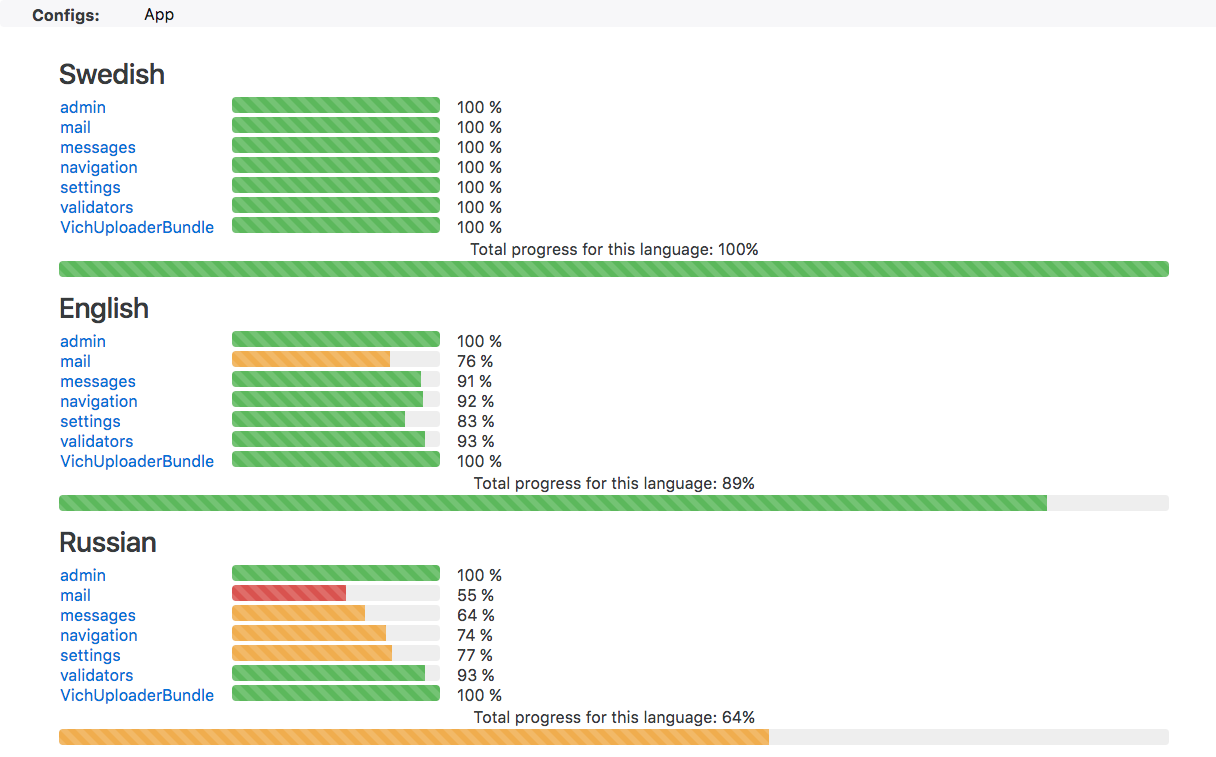 Configs: App
Swedish
admin 100 %
mail 100 %
messages 100 %
navigation 100 %
settings 100 %
validators 100 %
VichUploaderBundle 100 %
Total progress for this language: 100%
English
admin 100 %
mail 76 %
messages 91 %
navigation 92 %
settings 83 %
validators 93 %
VichUploaderBundle 100 %
Total progress for this language: 89%
Russian
admin 100 %
mail 55 %
messages 64 %
navigation 74 %
settings 77 %
validators 93 %
VichUploaderBundle 100 %
Total progress for this language: 64%